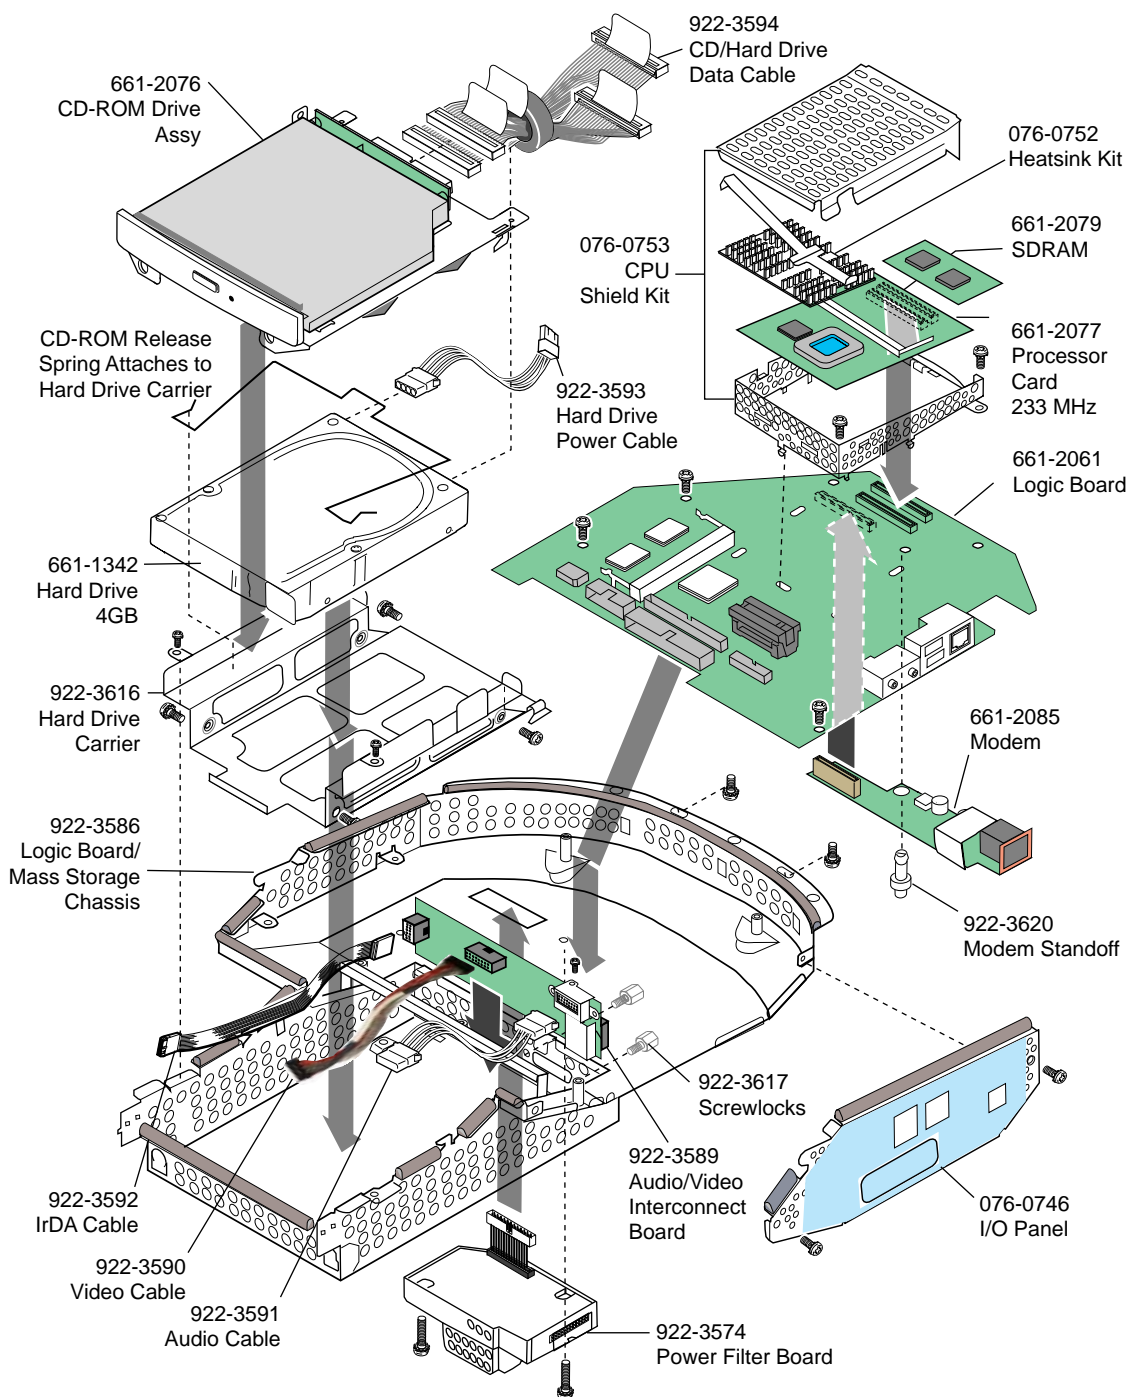 922-3594
CD/Hard Drive
Data Cable
661-2076
CD-ROM Drive
Assy
076-0752
Heatsink Kit
661-2079
SDRAM
076-0753
CPU
Shield Kit
661-2077
Processor
Card
233 MHz
CD-ROM Release
Spring Attaches to
Hard Drive Carrier
922-3593
Hard Drive
Power Cable
661-2061
Logic Board
661-1342
Hard Drive
4GB
922-3616
Hard Drive
Carrier
661-2085
Modem
922-3586
Logic Board/
Mass Storage
Chassis
922-3620
Modem Standoff
922-3617
Screwlocks
922-3589
Audio/Video
Interconnect
Board
076-0746
I/O Panel
922-3592
IrDA Cable
922-3590
Video Cable
922-3591
Audio Cable
922-3574
Power Filter Board